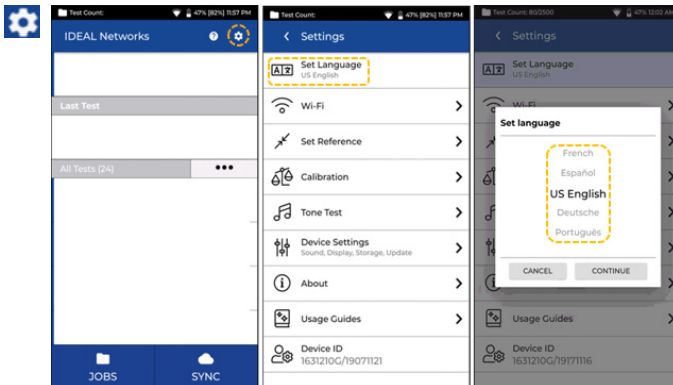 Test Count:
47% [82%] 11:57 PM
IDEAL Networks
Last Test
All Tests (24)
JOBS
SYNC
Test Count:
47% [82%] 11:57 PM
Settings
Set Language
US English
Wi-Fi
Set Reference
Calibration
Tone Test
Device Settings
Sound, Display, Storage, Update
About
Usage Guides
Device ID
1631210G/19071121
Test Count: 80/2500
47% 12:02 AM
Settings
Set Language
US English
Wi-Fi
Set language
French
Español
US English
Deutsche
Português
CANCEL
CONTINUE
Usage Guides
Device ID
1631210G/19171116